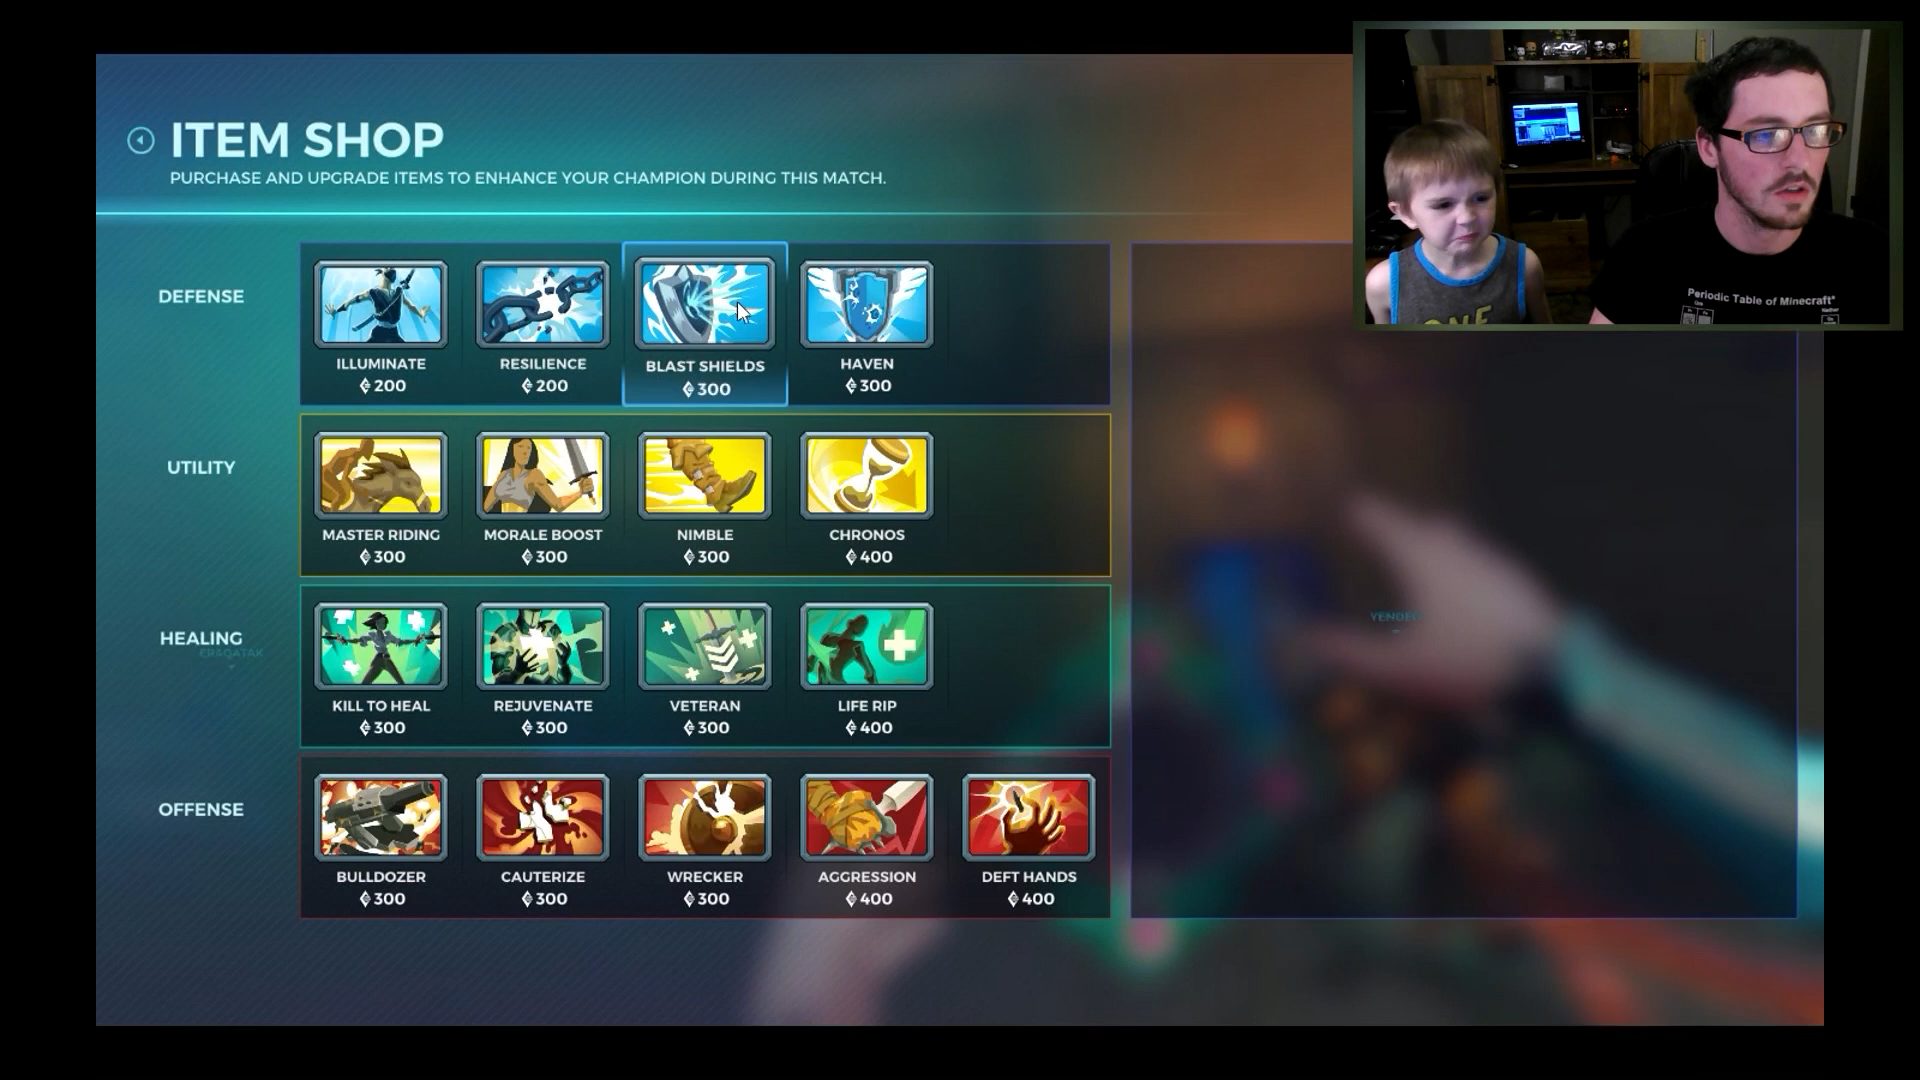 ITEM SHOP
PURCHASE AND UPGRADE ITEMS TO ENHANCE YOUR CHAMPION DURING THIS MATCH.
DEFENSE
ILLUMINATE
200
RESILIENCE
200
BLAST SHIELDS
300
HAVEN
300
UTILITY
MASTER RIDING
300
MORALE BOOST
300
NIMBLE
300
CHRONOS
400
HEALING
KILL TO HEAL
300
REJUVENATE
300
VETERAN
300
LIFE RIP
400
OFFENSE
BULLDOZER
300
CAUTERIZE
300
WRECKER
300
AGGRESSION
400
DEFT HANDS
400
Periodic Table of Minecraft